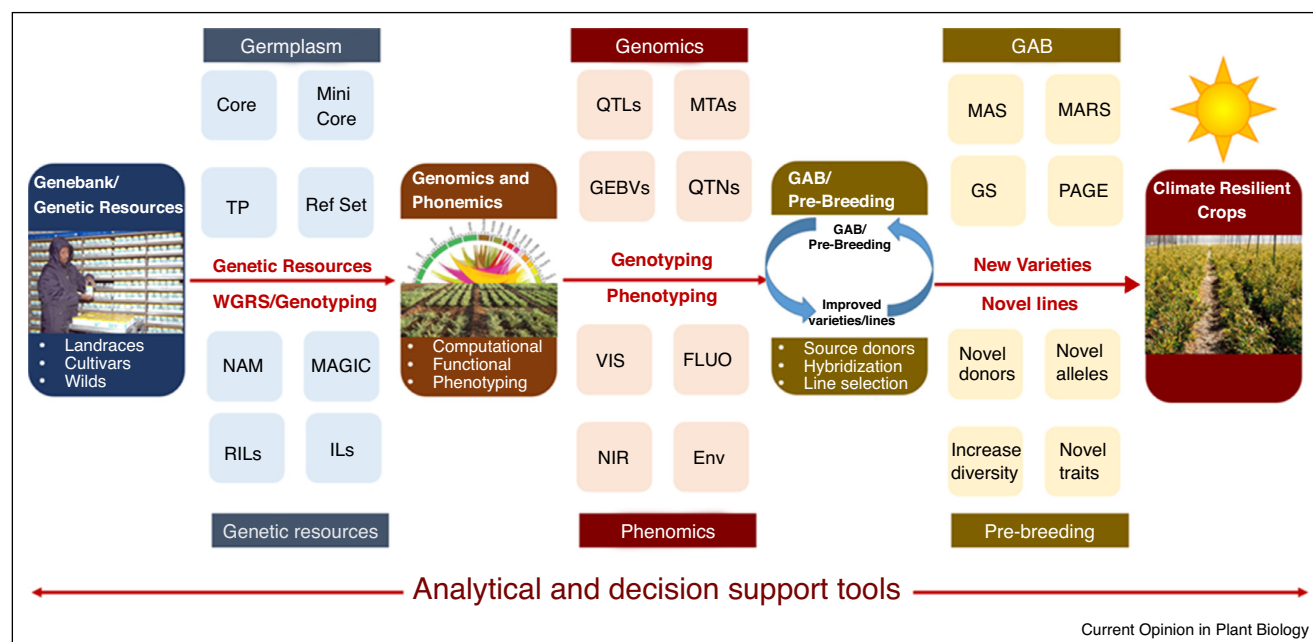 Germplasm
Genomics
GAB
Core
Mini
Core
QTLs
MTAs
MAS
MARS
TP
Ref Set
GEBVs
QTNs
GS
PAGE
Genebank/
Genetic Resources
Genomics and
Phonemics
GAB/
Pre-Breeding
Climate Resilient
Crops
GAB/
Pre-Breeding
Improved
varieties/lines
Genetic Resources
WGRS/Genotyping
Genotyping
Phenotyping
New Varieties
Novel lines
• Landraces
• Cultivars
• Wilds
• Computational
• Functional
• Phenotyping
• Source donors
• Hybridization
• Line selection
NAM
MAGIC
VIS
FLUO
Novel
donors
Novel
alleles
RILs
ILs
NIR
Env
Increase
diversity
Novel
traits
Genetic resources
Phenomics
Pre-breeding
Analytical and decision support tools
Current Opinion in Plant Biology